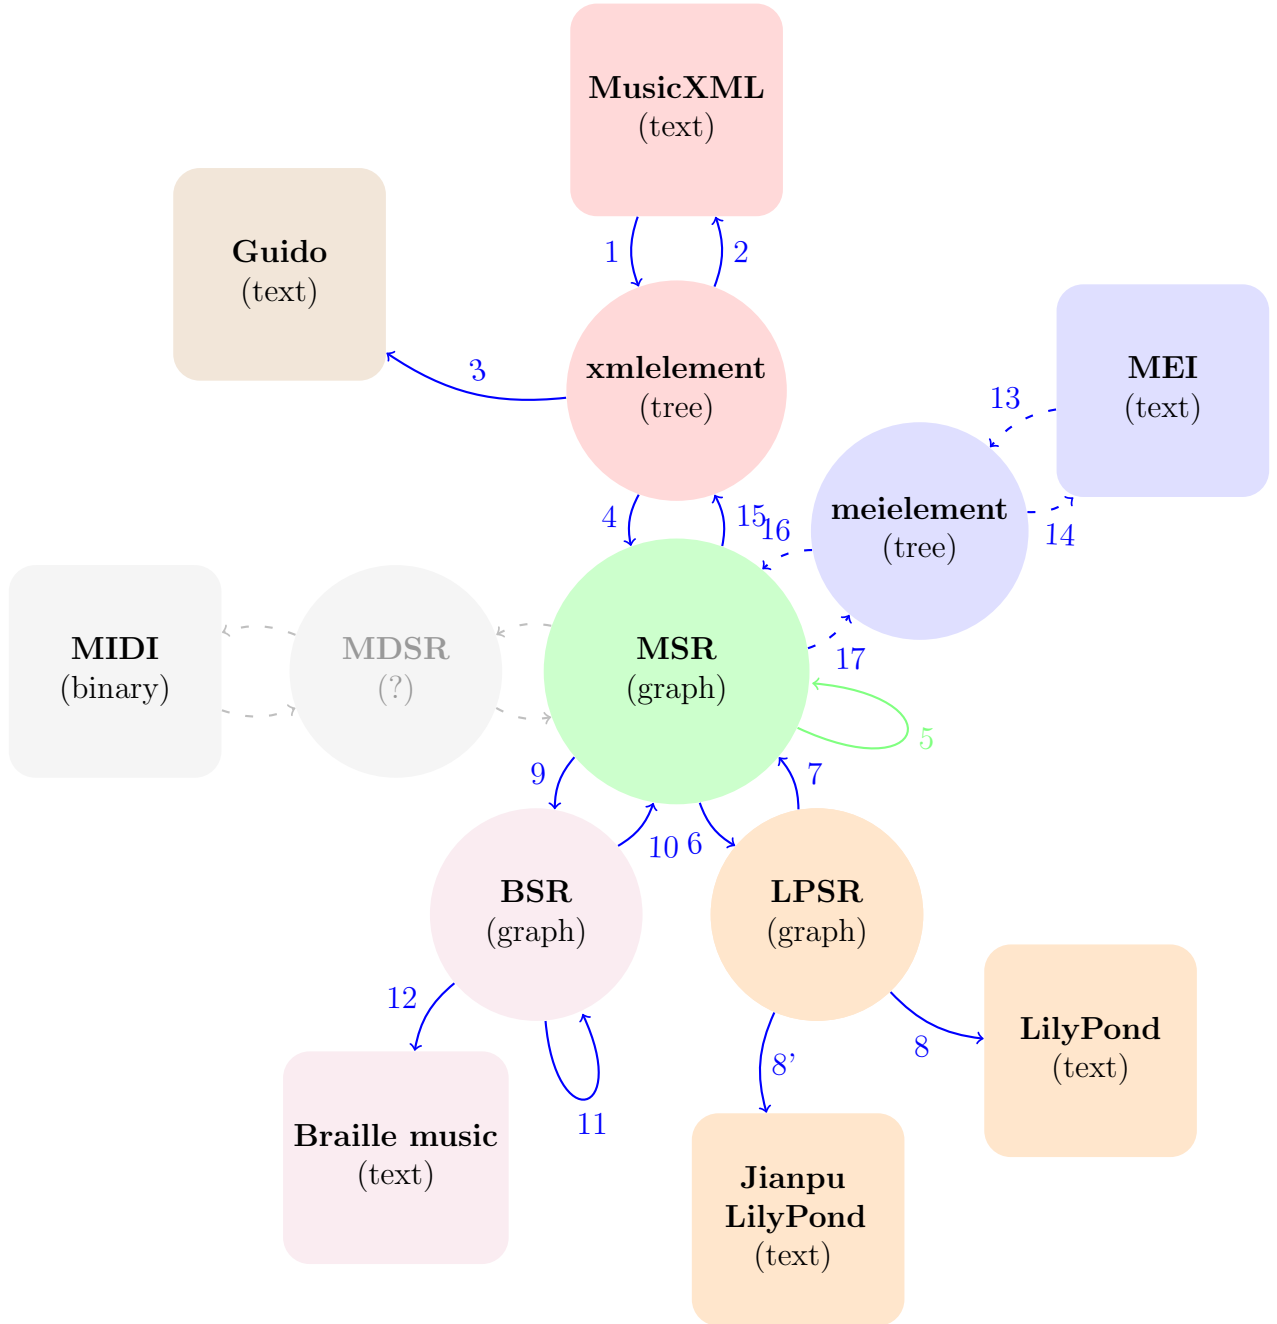 MusicXML
(text)
Guido
(text)
1
2
3
xmlelement
(tree)
MEI
(text)
13
14
meielement
(tree)
4
15
16
17
MIDI
(binary)
MDSR
(?)
MSR
(graph)
5
9
10
6
7
BSR
(graph)
LPSR
(graph)
12
11
8'
8
LilyPond
(text)
Braille music
(text)
Jianpu
LilyPond
(text)